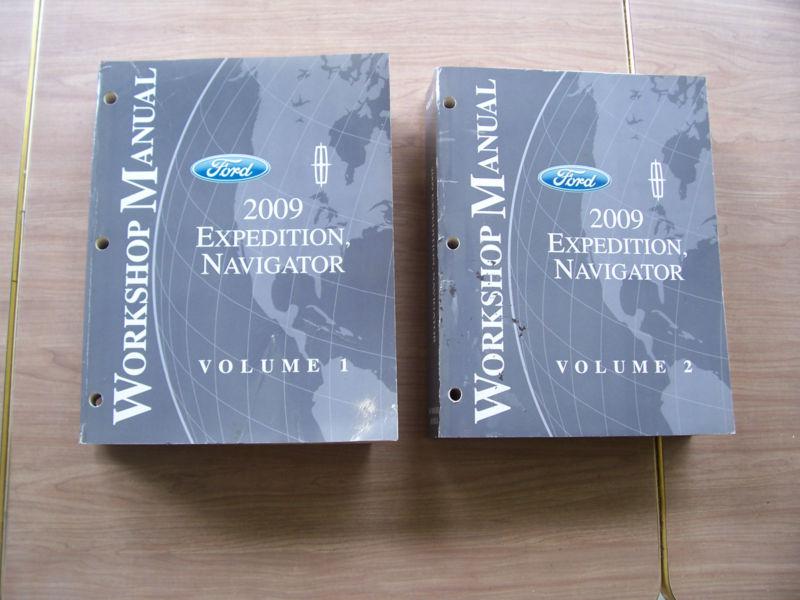 WORKSHOP MANUAL
Ford
2009
EXPEDITION,
NAVIGATOR
VOLUME 1
WORKSHOP MANUAL
Ford
2009
EXPEDITION,
NAVIGATOR
VOLUME 2